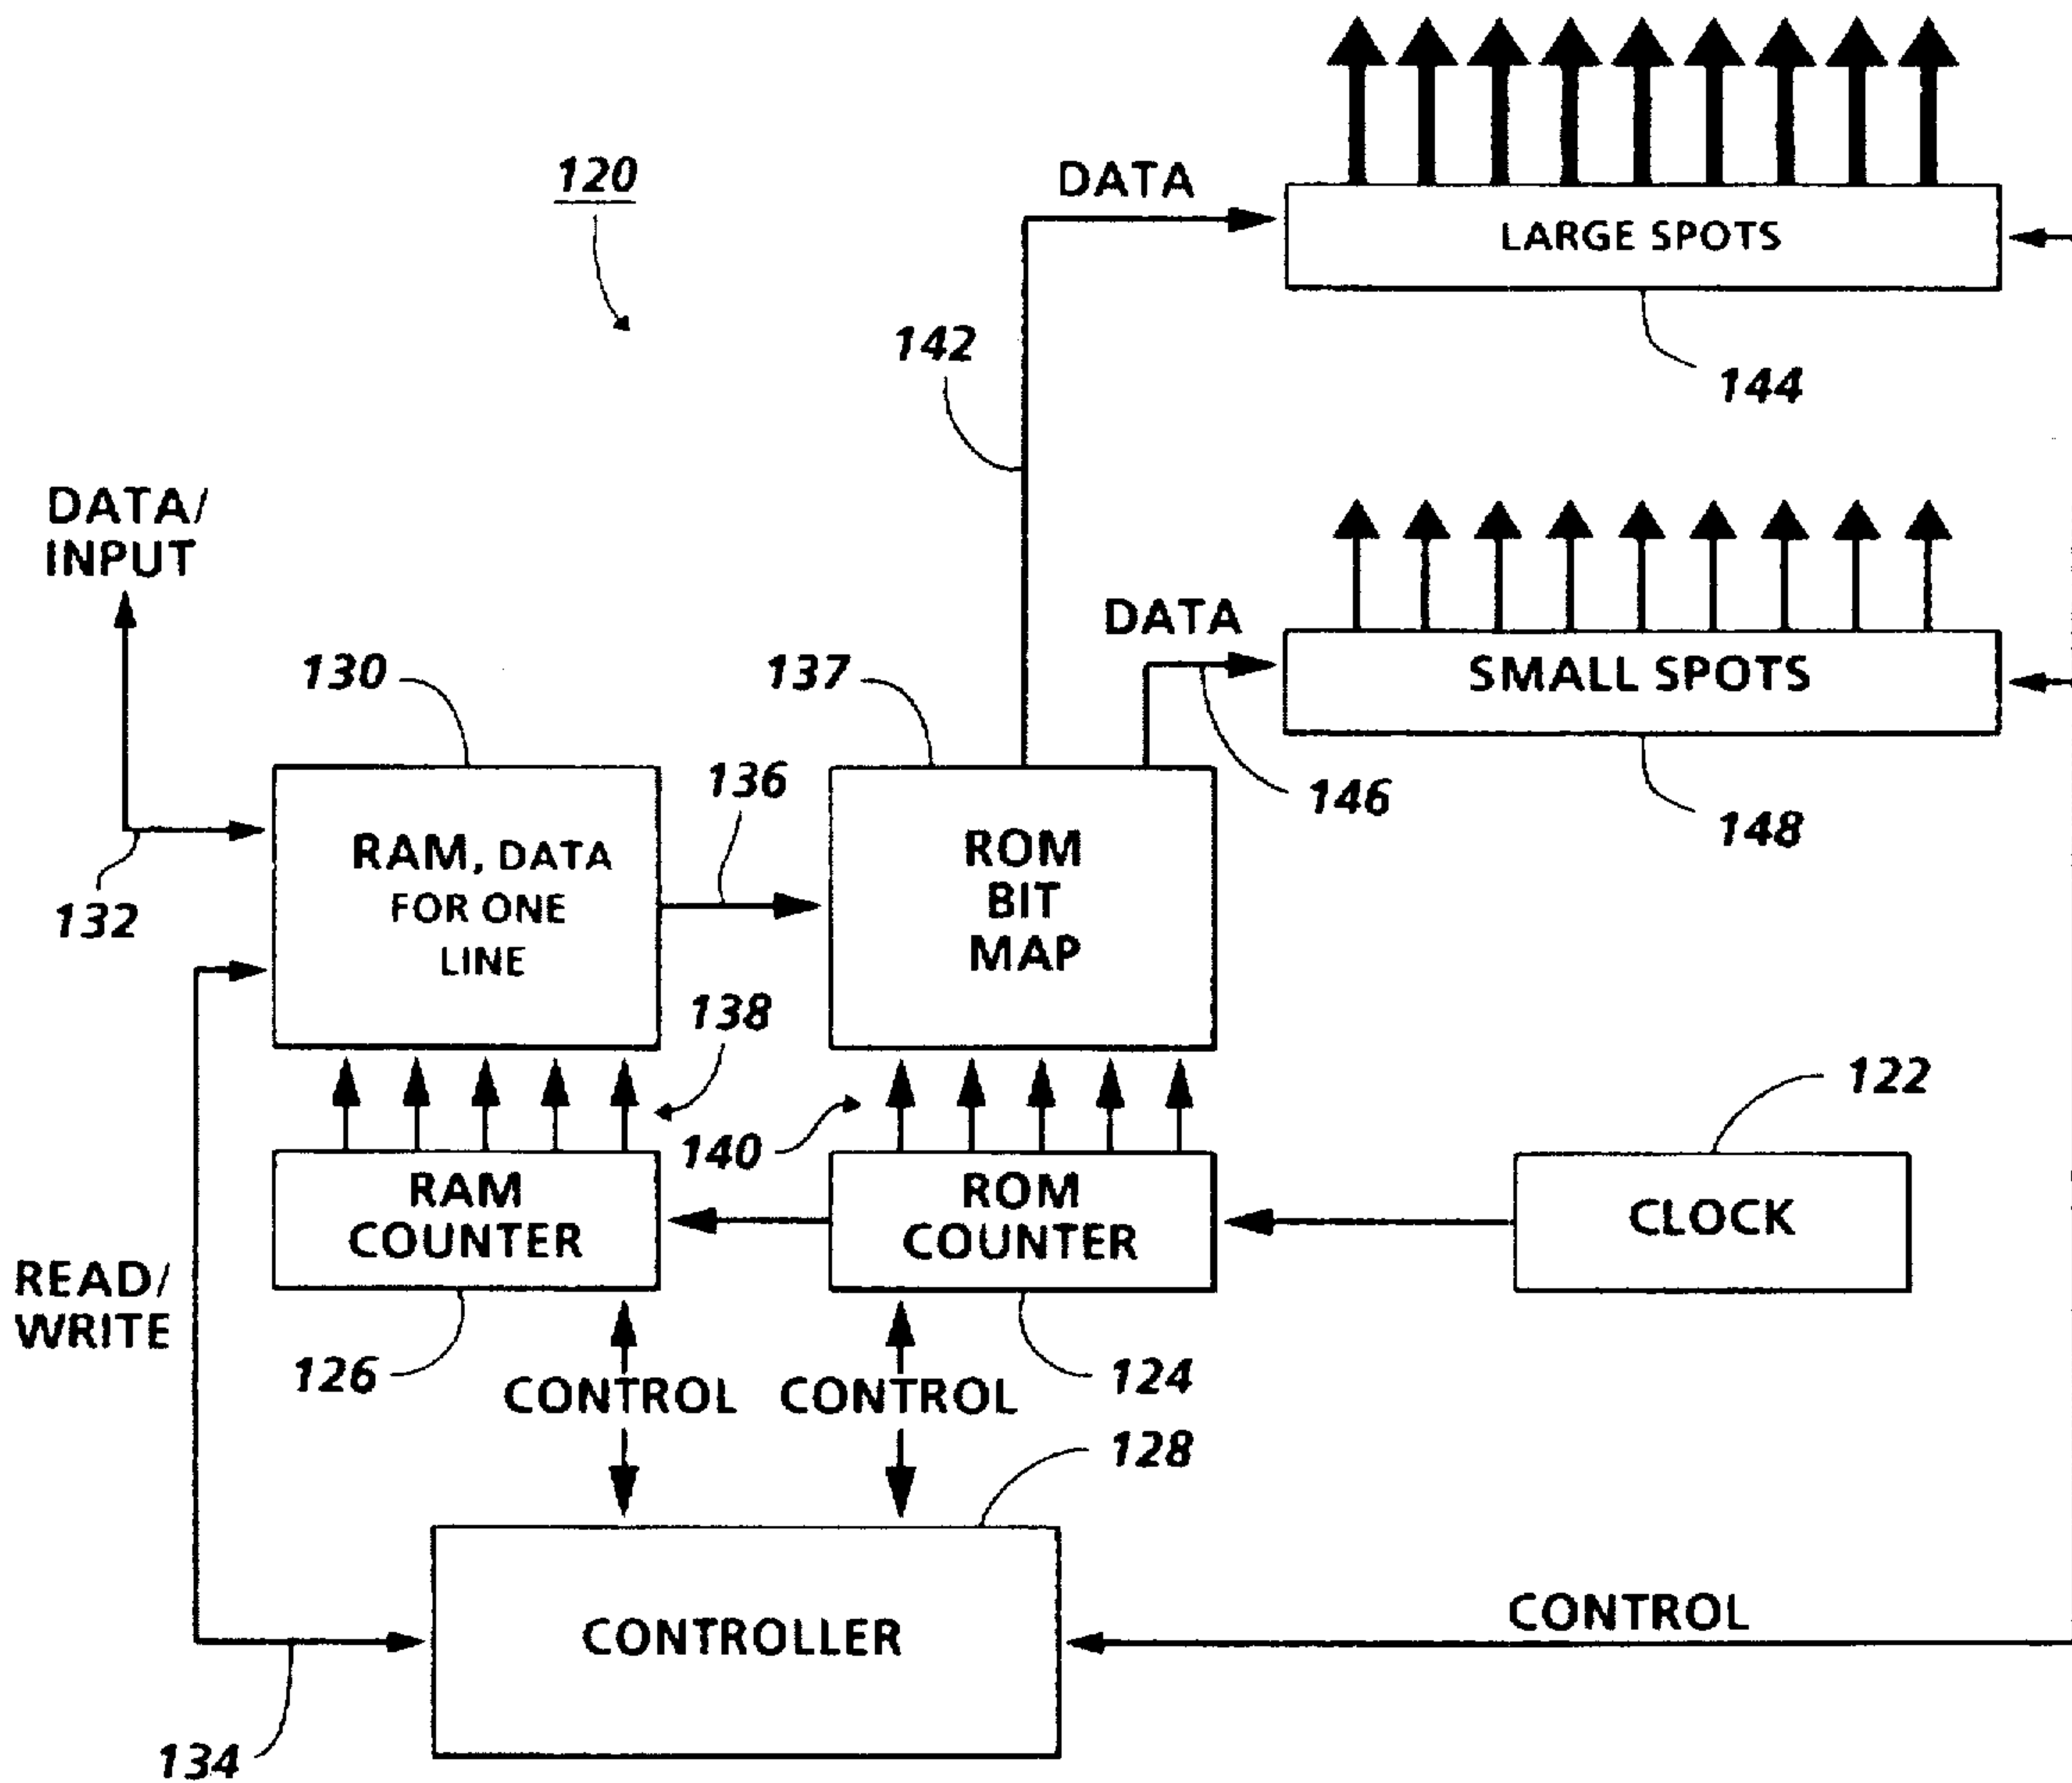 120
DATA
LARGE SPOTS
142
144
DATA/
INPUT
DATA
SMALL SPOTS
130
137
136
146
148
RAM, DATA
FOR ONE
LINE
ROM
BIT
MAP
132
138
140
122
RAM
COUNTER
ROM
COUNTER
CLOCK
READ/
WRITE
126
124
CONTROL
CONTROL
128
CONTROLLER
CONTROL
134